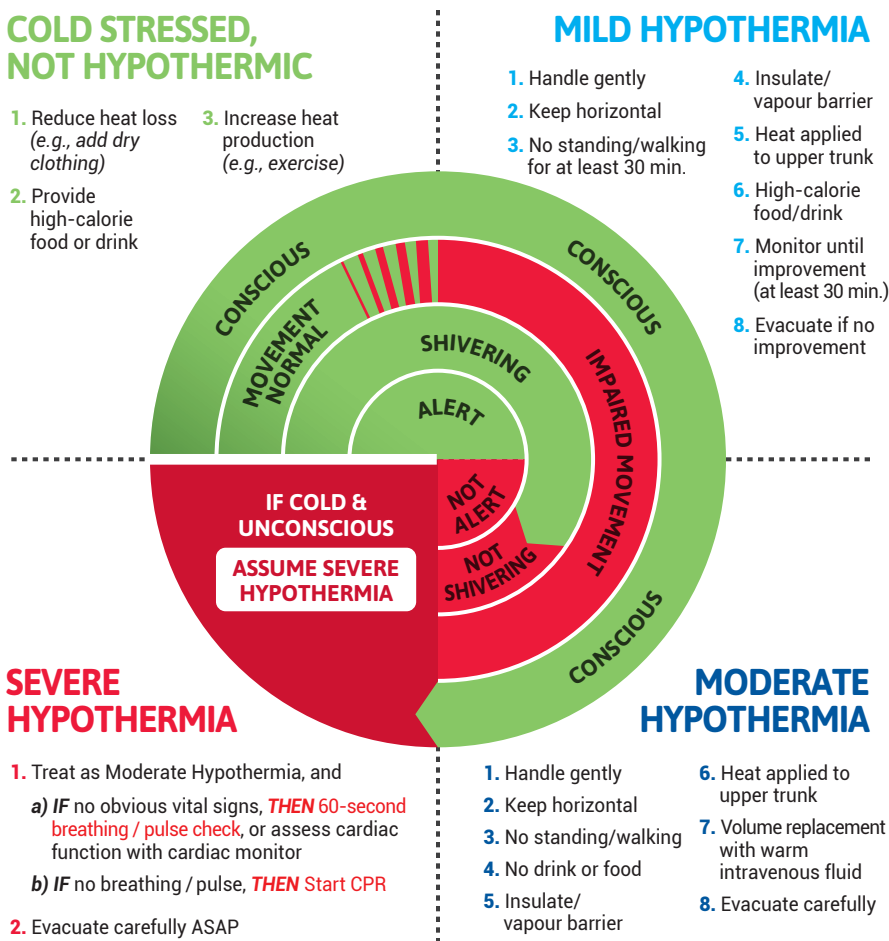 COLD STRESSED,
NOT HYPOTHERMIC
1. Reduce heat loss
(e.g., add dry
clothing)
2. Provide
high-calorie
food or drink
3. Increase heat
production
(e.g., exercise)
MILD HYPOTHERMIA
1. Handle gently
2. Keep horizontal
3. No standing/walking
for at least 30 min.
4. Insulate/
vapour barrier
5. Heat applied
to upper trunk
6. High-calorie
food/drink
7. Monitor until
improvement
(at least 30 min.)
8. Evacuate if no
improvement
CONSCIOUS
CONSCIOUS
MOVEMENT
NORMAL
SHIVERING
ALERT
IMPAIRED MOVEMENT
NOT
ALERT
NOT
SHIVERING
CONSCIOUS
IF COLD &
UNCONSCIOUS
ASSUME SEVERE
HYPOTHERMIA
SEVERE
HYPOTHERMIA
1. Treat as Moderate Hypothermia, and
a) IF no obvious vital signs, THEN 60-second
breathing / pulse check, or assess cardiac
function with cardiac monitor
b) IF no breathing / pulse, THEN Start CPR
2. Evacuate carefully ASAP
MODERATE
HYPOTHERMIA
1. Handle gently
2. Keep horizontal
3. No standing/walking
4. No drink or food
5. Insulate/
vapour barrier
6. Heat applied to
upper trunk
7. Volume replacement
with warm
intravenous fluid
8. Evacuate carefully